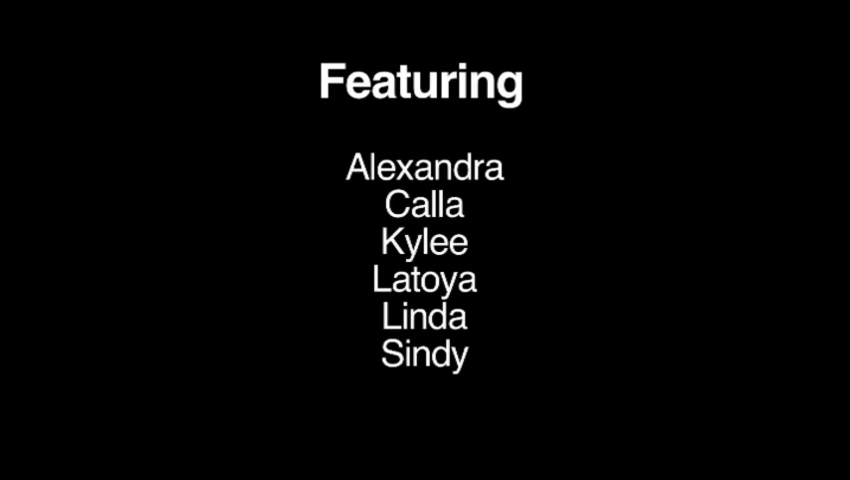 Featuring
Alexandra
Calla
Kylee
Latoya
Linda
Sindy